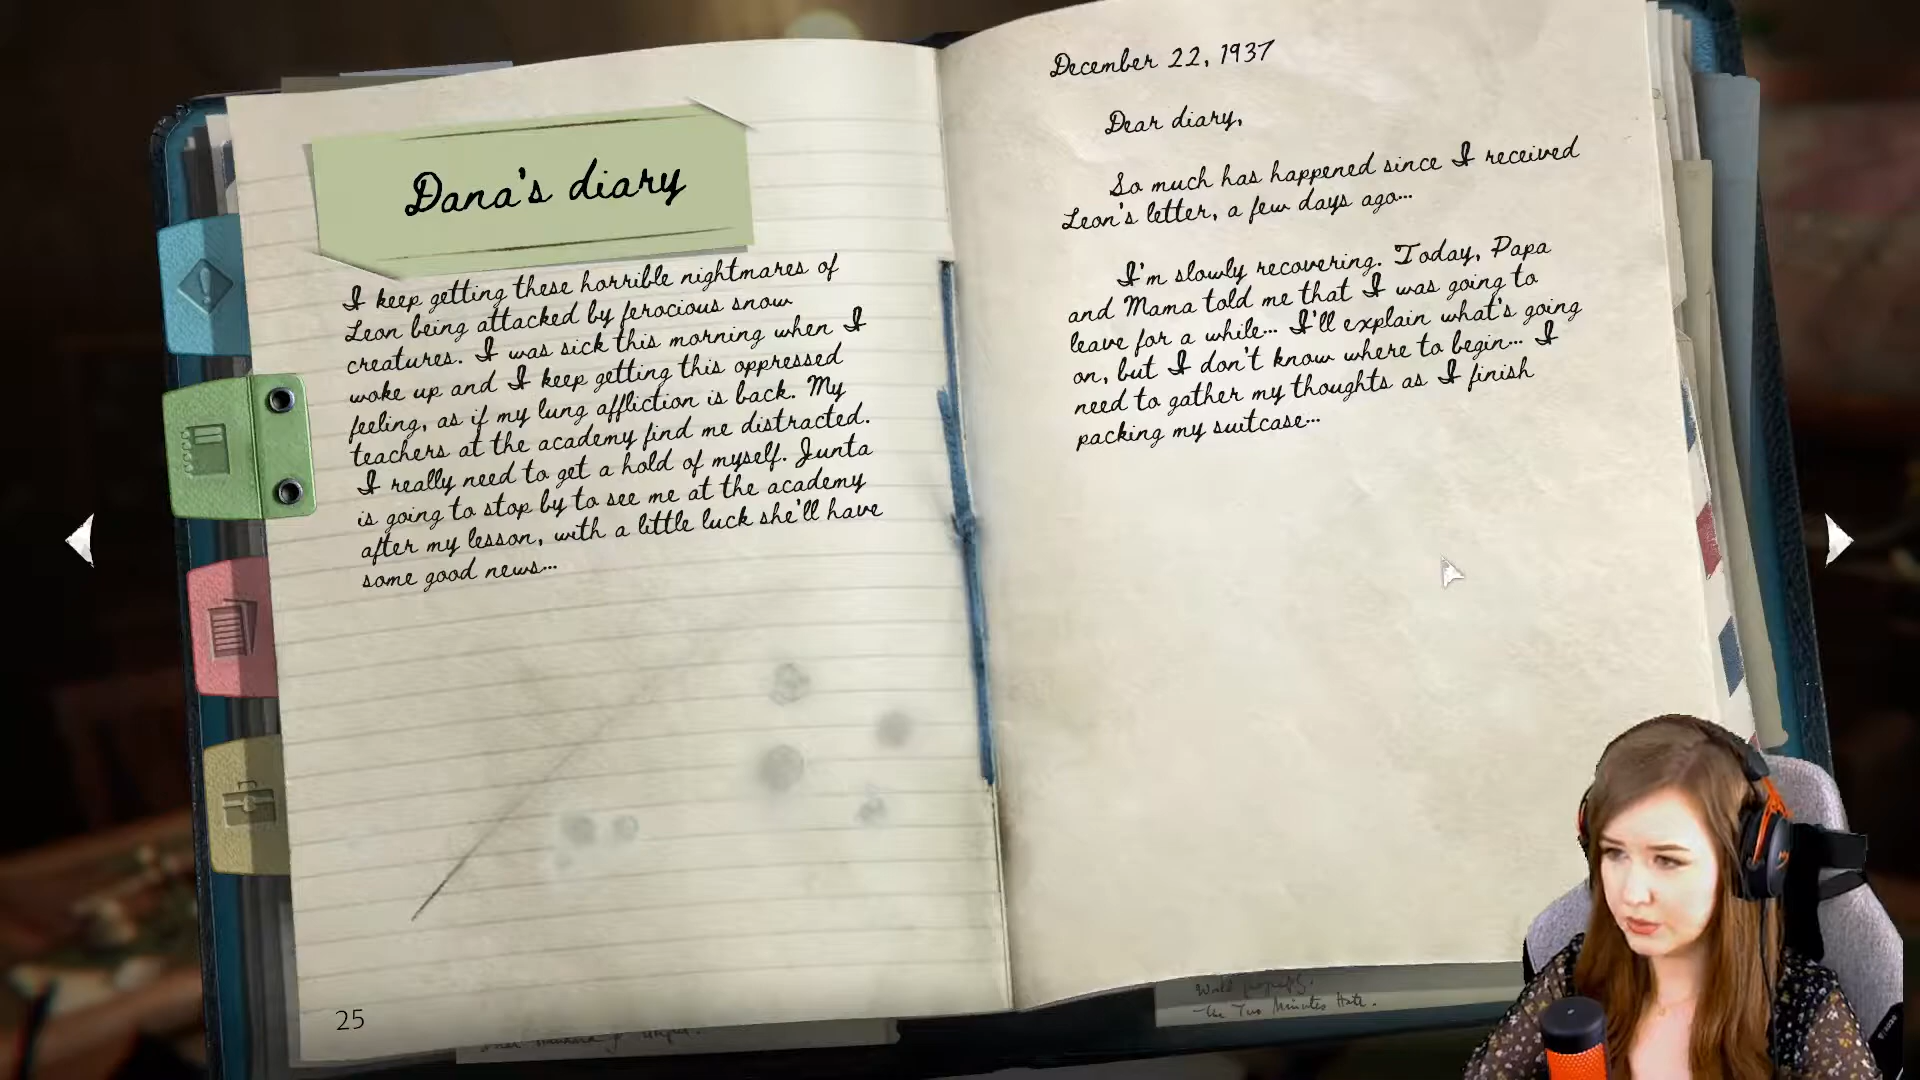 Dana's diary
I keep getting these horrible nightmares of
Leon being attacked by ferocious snow
creatures. I was sick this morning when I
woke up and I keep getting this oppressed
feeling, as if my lung affliction is back. My
teachers at the academy find me distracted.
I really need to get a hold of myself. Junta
is going to stop by to see me at the academy
after my lesson, with a little luck she'll have
some good news...
25
December 22, 1937
Dear diary,
So much has happened since I received
Leon's letter, a few days ago...
I'm slowly recovering. Today, Papa
and Mama told me that I was going to
leave for a while... I'll explain what's going
on, but I don't know where to begin... I
need to gather my thoughts as I finish
packing my suitcase...
The Two Minutes Hate.